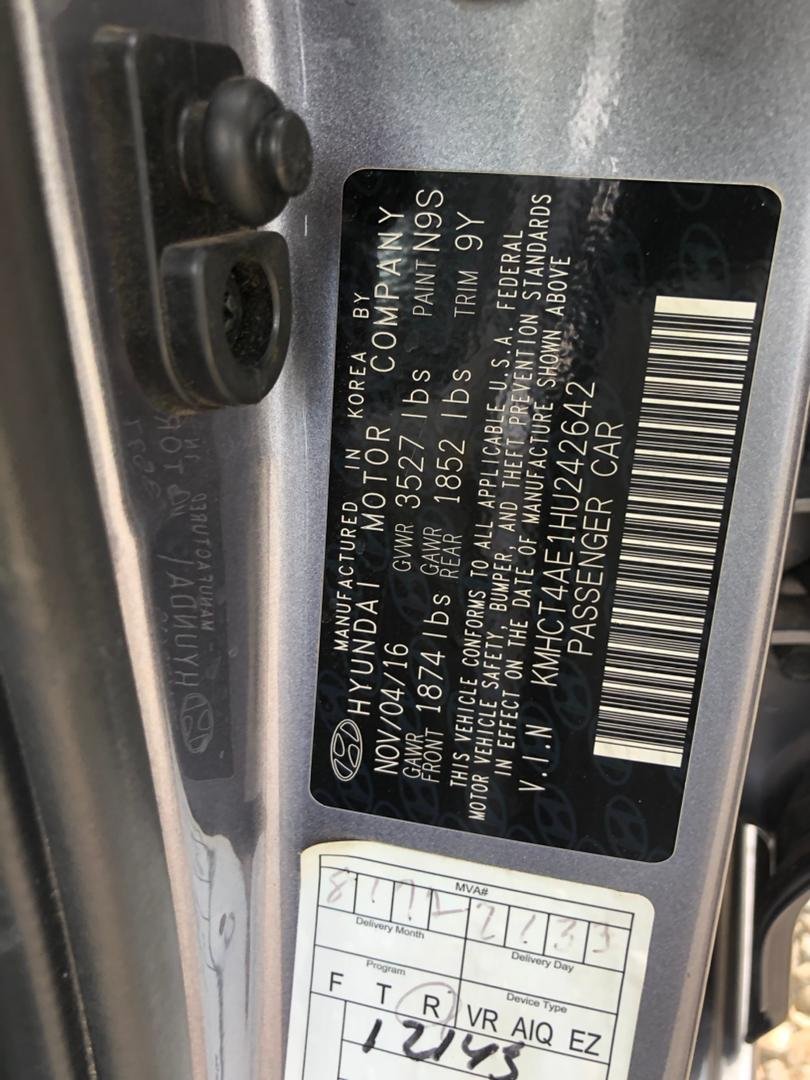 MANUFACTURED IN KOREA BY
HYUNDAI MOTOR COMPANY
NOV/04/16 GVWR 3527 lbs PAINT N9S
GAWR FRONT 1874 lbs GAWR REAR 1852 lbs TRIM 9Y
THIS VEHICLE CONFORMS TO ALL APPLICABLE U.S.A. FEDERAL
MOTOR VEHICLE SAFETY, BUMPER, AND THEFT PREVENTION STANDARDS
IN EFFECT ON THE DATE OF MANUFACTURE SHOWN ABOVE
V.I.N KMHCT4AE1HU242642
PASSENGER CAR
MVA#
Delivery Month Delivery Day
Program Device Type
F T R VR AIQ EZ
12143